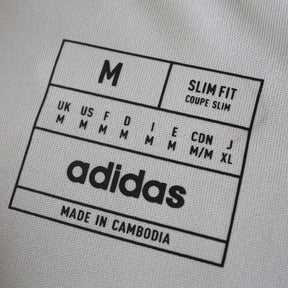 M
SLIM FIT
COUPE SLIM
UK US F D I E CDN J
M M M M M M M/M XL
adidas
MADE IN CAMBODIA